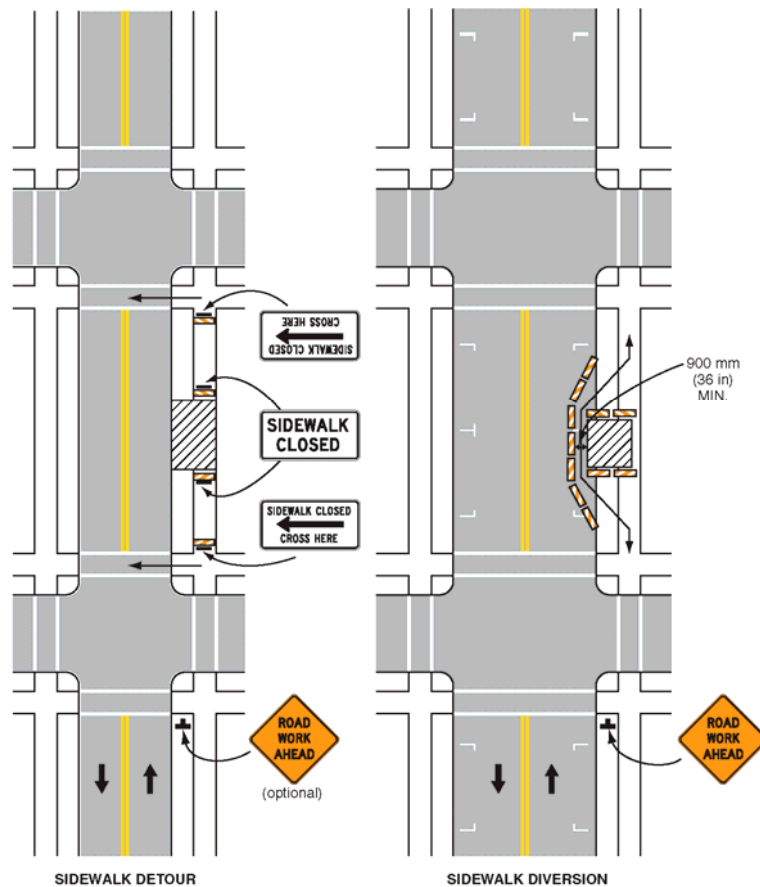 CROSS HERE
SIDEWALK CLOSED
SIDEWALK
CLOSED
SIDEWALK CLOSED
CROSS HERE
900 mm
(36 in)
MIN.
ROAD
WORK
AHEAD
(optional)
ROAD
WORK
AHEAD
SIDEWALK DETOUR
SIDEWALK DIVERSION